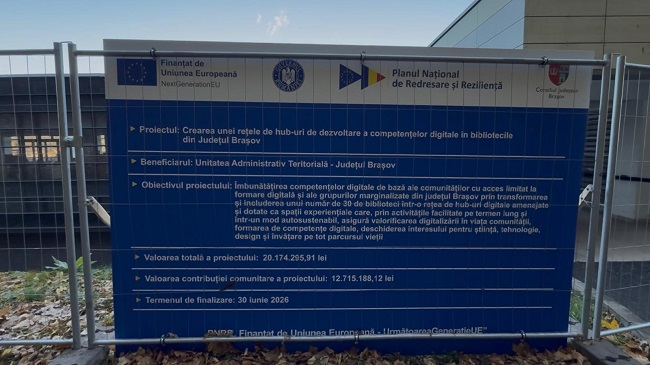 Finanțat de
Uniunea Europeană
NextGenerationEU
Planul Național
de Redresare și Reziliență
Consiliul județean
Brașov
Proiectul: Crearea unei rețele de hub-uri de dezvoltare a competențelor digitale în bibliotecile
din Județul Brașov
Beneficiarul: Unitatea Administrativ Teritorială - Județul Brașov
Obiectivul proiectului: Îmbunătățirea competențelor digitale de bază ale comunităților cu acces limitat la
formare digitală și ale grupurilor marginalizate din județul Brașov prin transformarea
și includerea unui număr de 30 de biblioteci într-o rețea de hub-uri digitale amenajate
și dotate ca spații experiențiale care, prin activitățile facilitate pe termen lung și
într-un mod autosustenabil, asigură valorificarea digitalizării în viața comunității,
formarea de competențe digitale, deschiderea interesului pentru știință, tehnologie,
design și învățare pe tot parcursul vieții
Valoarea totală a proiectului: 20.174.295,91 lei
Valoarea contribuției comunitare a proiectului: 12.715.188,12 lei
Termenul de finalizare: 30 iunie 2026
PNRR. Finanțat de Uniunea Europeană - UrmătoareaGenerațieUE"